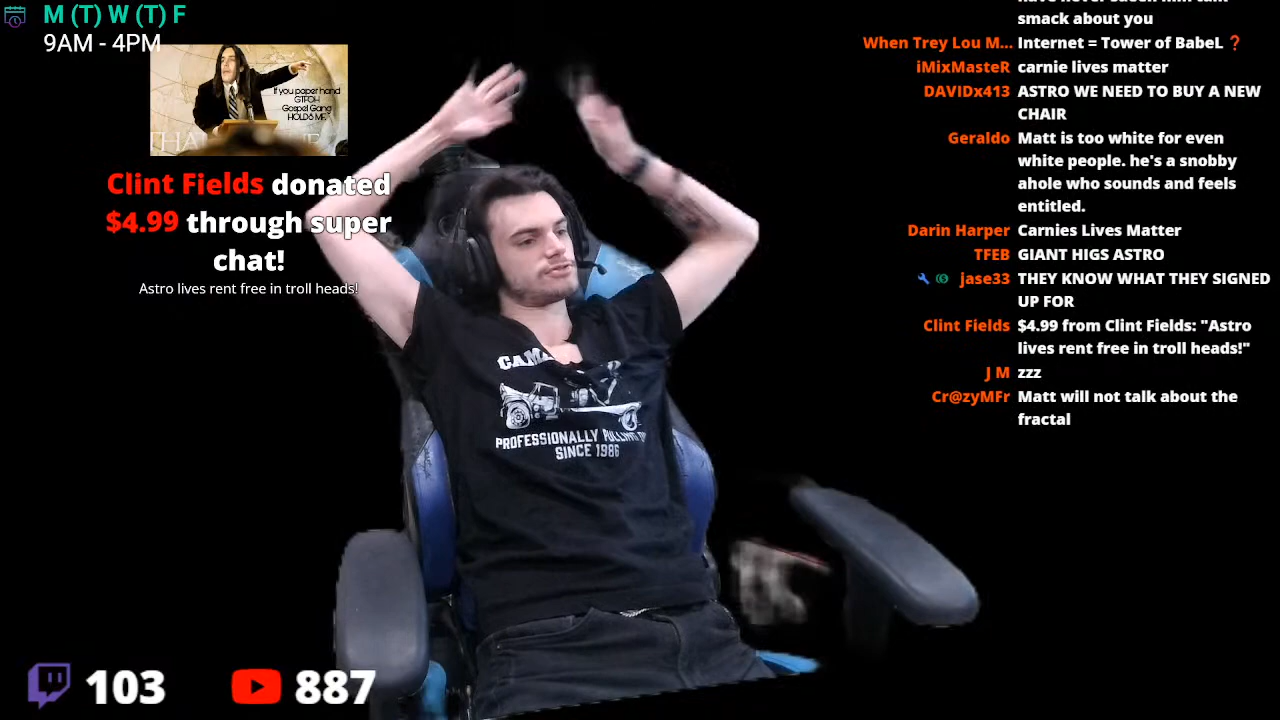 M (T) W (T) F
9AM - 4PM
If you paper hand
GTFOH
Gospel Gang
HOLDS MF.
Clint Fields donated
$4.99 through super
chat!
Astro lives rent free in troll heads!
smack about you
When Trey Lou M... Internet = Tower of BabeL ❓
iMixMasteR carnie lives matter
DAVIDx413 ASTRO WE NEED TO BUY A NEW
CHAIR
Geraldo Matt is too white for even
white people. he's a snobby
ahole who sounds and feels
entitled.
Darin Harper Carnies Lives Matter
TFEB GIANT HIGS ASTRO
jase33 THEY KNOW WHAT THEY SIGNED
UP FOR
Clint Fields $4.99 from Clint Fields: "Astro
lives rent free in troll heads!"
J M zzz
Cr@zyMFr Matt will not talk about the
fractal
PROFESSIONALLY
SINCE 1986
103
887